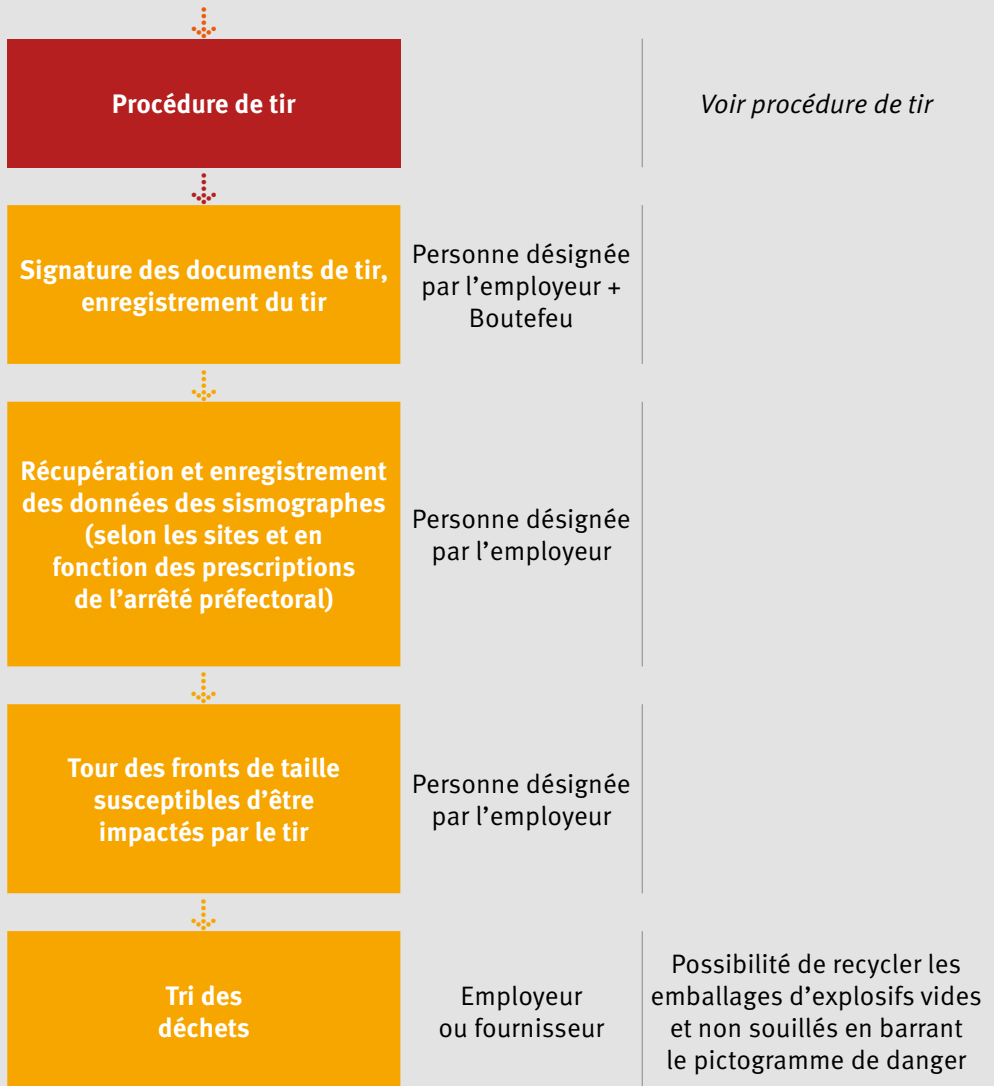 Procédure de tir
Voir procédure de tir
Signature des documents de tir,
enregistrement du tir
Personne désignée
par l’employeur +
Boutefeu
Récupération et enregistrement
des données des sismographes
(selon les sites et en
fonction des prescriptions
de l’arrêté préfectoral)
Personne désignée
par l’employeur
Tour des fronts de taille
susceptibles d’être
impactés par le tir
Personne désignée
par l’employeur
Tri des
déchets
Employeur
ou fournisseur
Possibilité de recycler les
emballages d’explosifs vides
et non souillés en barrant
le pictogramme de danger